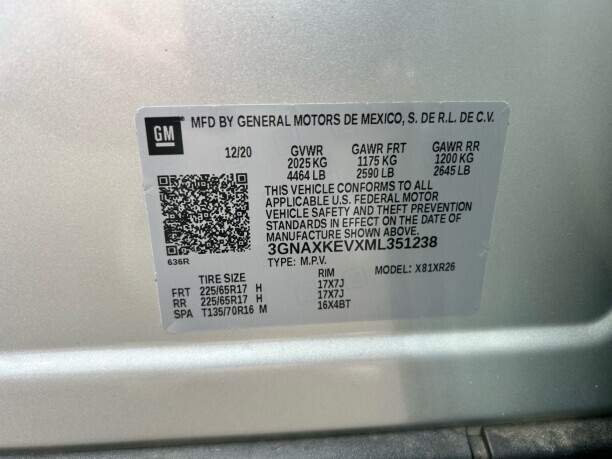 GM
MFD BY GENERAL MOTORS DE MEXICO, S. DE R.L. DE C.V.
12/20 GVWR GAWR FRT GAWR RR
2025 KG 1175 KG 1200 KG
4464 LB 2590 LB 2645 LB
THIS VEHICLE CONFORMS TO ALL
APPLICABLE U.S. FEDERAL MOTOR
VEHICLE SAFETY AND THEFT PREVENTION
STANDARDS IN EFFECT ON THE DATE OF
MANUFACTURE SHOWN ABOVE.
3GNAXKEVXML351238
636R
TYPE: M.P.V. MODEL: X81XR26
TIRE SIZE RIM
FRT 225/65R17 H 17X7J
RR 225/65R17 H 17X7J
SPA T135/70R16 M 16X4BT